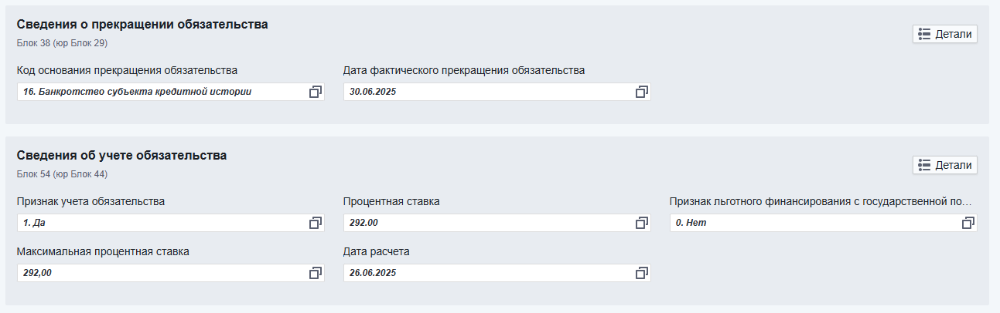 Сведения о прекращении обязательства
Блок 38 (юр Блок 29)
Детали
Код основания прекращения обязательства
Дата фактического прекращения обязательства
16. Банкротство субъекта кредитной истории
30.06.2025
Сведения об учете обязательства
Блок 54 (юр Блок 44)
Детали
Признак учета обязательства
Процентная ставка
Признак льготного финансирования с государственной по…
1. Да
292.00
0. Нет
Максимальная процентная ставка
Дата расчета
292,00
26.06.2025